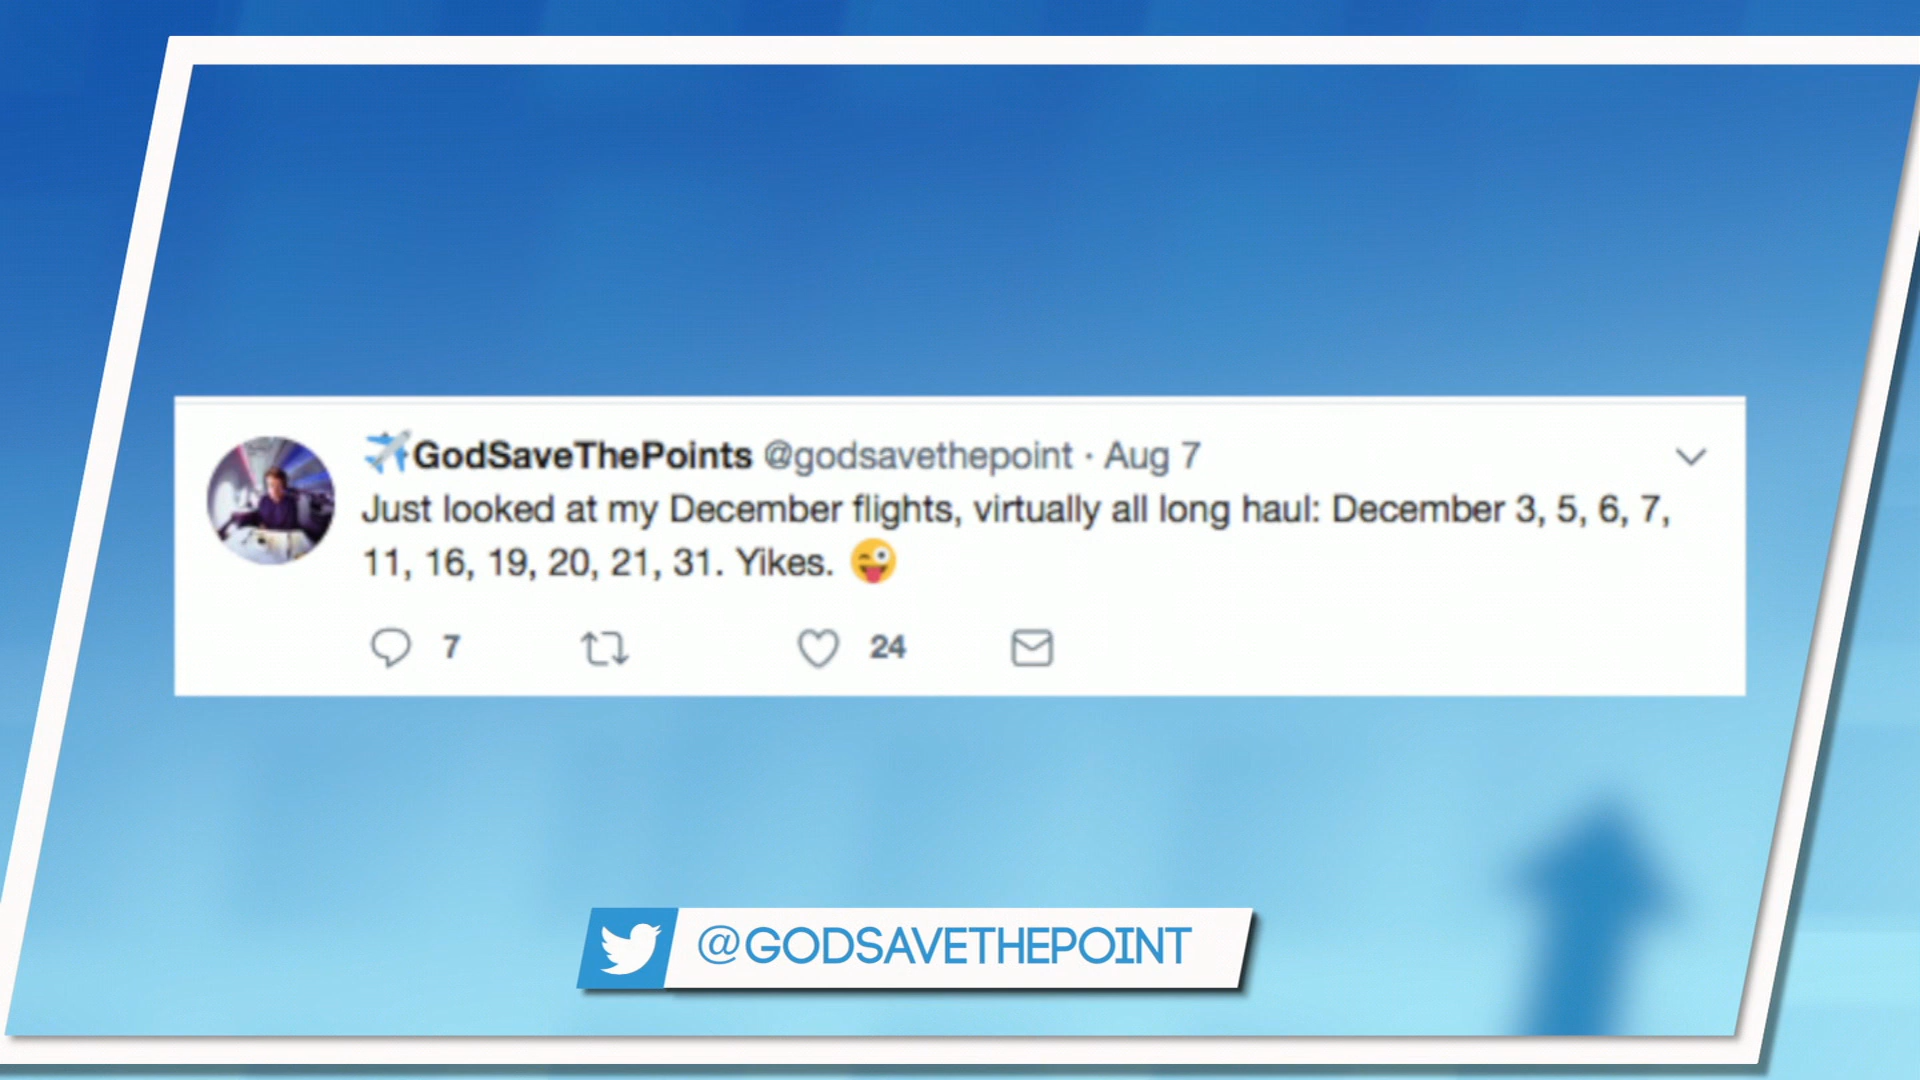 ✈️GodSaveThePoints @godsavethepoint · Aug 7
Just looked at my December flights, virtually all long haul: December 3, 5, 6, 7,
11, 16, 19, 20, 21, 31. Yikes. 😜
7 24
@GODSAVETHEPOINT